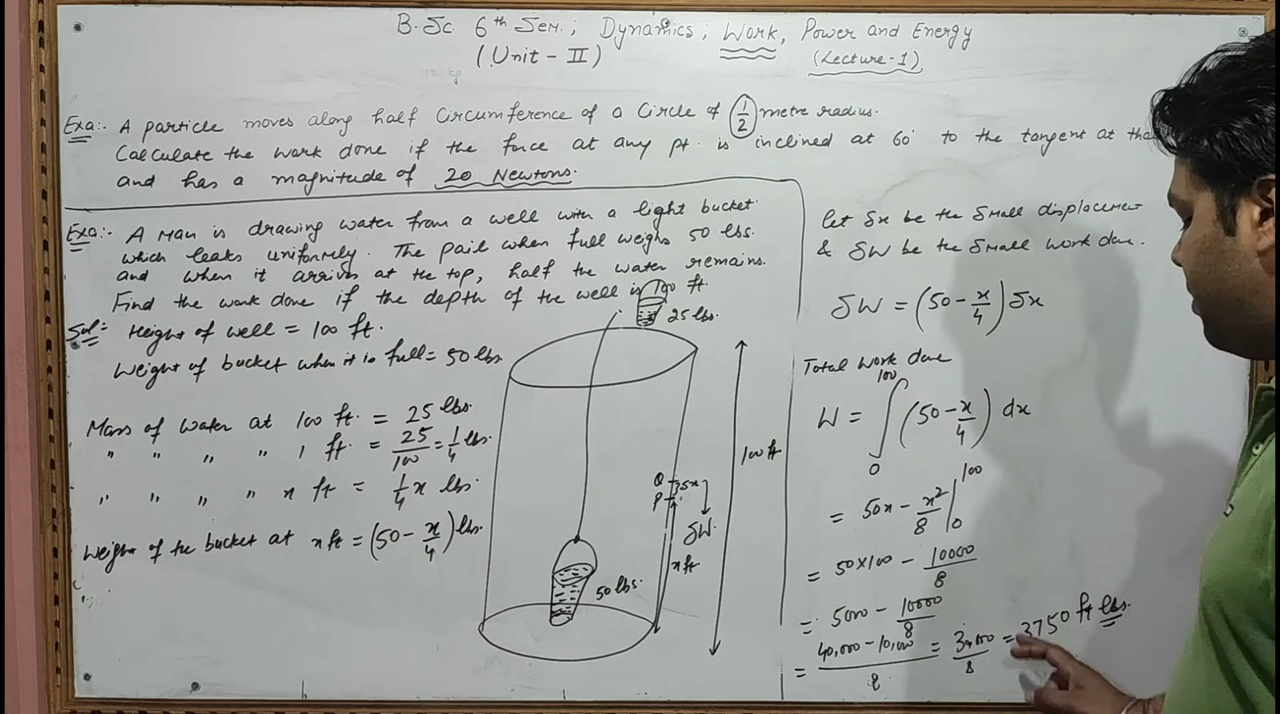 B.Sc. 6th Sem.; Dynamics; Work, Power and Energy
(Unit - II) (Lecture-1)
Exa:- A particle moves along half Circumference of a Circle of (1/2) metre radius.
Calculate the work done if the force at any pt. is inclined at 60° to the tangent at tha
and has a magnitude of 20 Newtons.
Exa:- A Man is drawing water from a well with a light bucket
which leaks uniformly. The pail when full weighs 50 lbs.
and when it arrives at the top, half the water remains.
Find the work done if the depth of the well is 100 ft.
Sol:- Height of well = 100 ft.
Weight of bucket when it is full = 50 lbs
Mass of water at 100 ft. = 25 lbs.
" " " " 1 ft = 25/100 = 1/4 lbs.
" " " " x ft = 1/4 x lbs.
Weight of the bucket at x ft = (50 - x/4) lbs.
25 lbs.
100 ft
Q
δx
P
δW
x ft
50 lbs.
let δx be the small displacement
& δW be the small work done.
δW = (50 - x/4) δx
Total work done
W = ∫₀¹⁰⁰ (50 - x/4) dx
= 50x - x²/8 |₀¹⁰⁰
= 50×100 - 10000/8
= 5000 - 10000/8
= 40,000 - 10,000/8 = 30,000/8 = 3750 ft lbs.